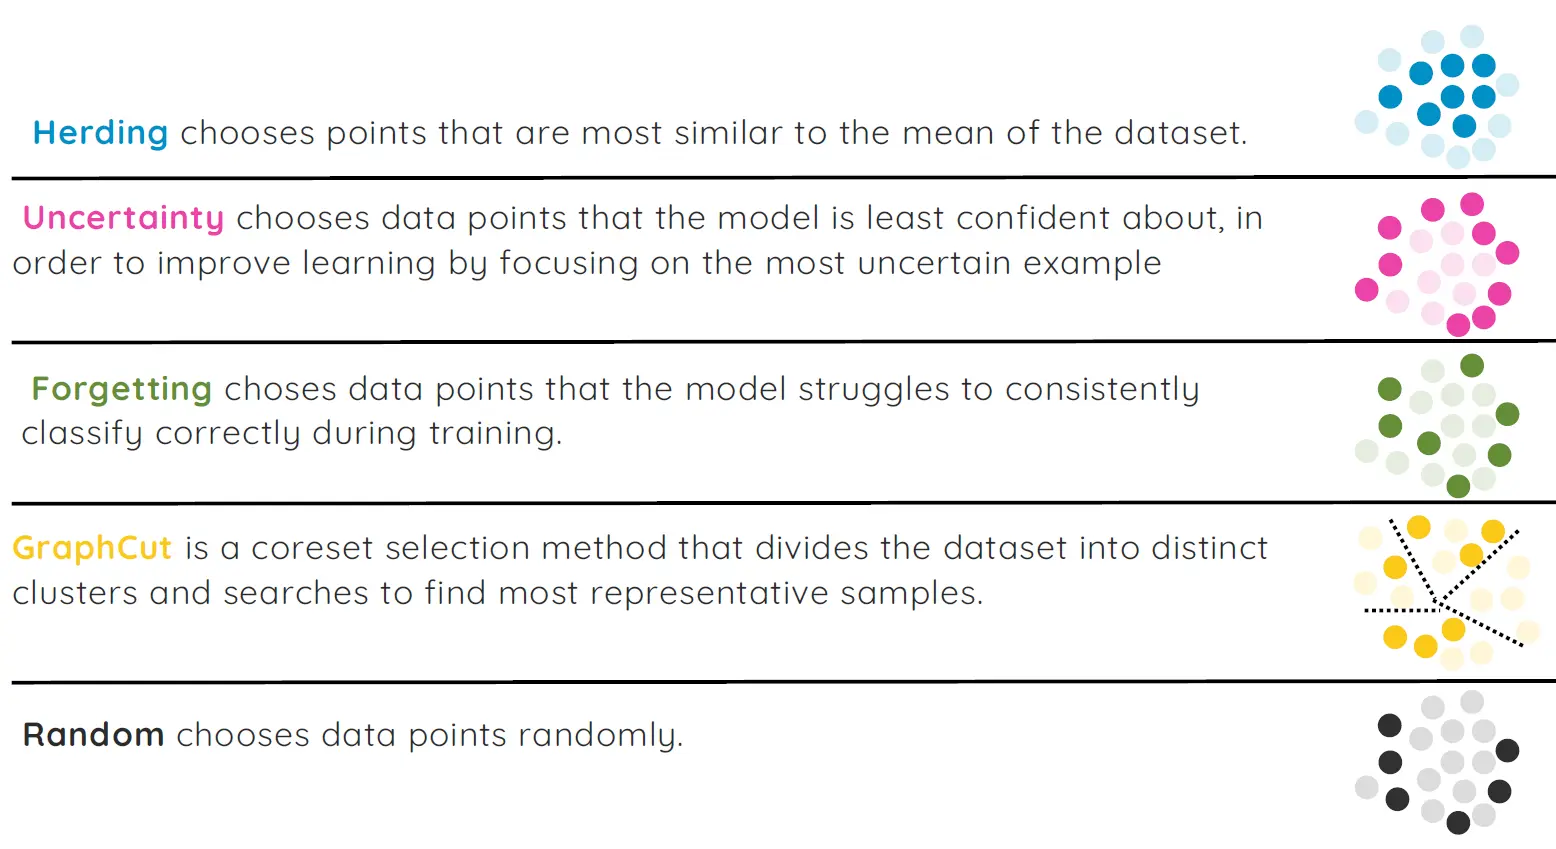 Herding chooses points that are most similar to the mean of the dataset.
Uncertainty chooses data points that the model is least confident about, in
order to improve learning by focusing on the most uncertain example
Forgetting choses data points that the model struggles to consistently
classify correctly during training.
GraphCut is a coreset selection method that divides the dataset into distinct
clusters and searches to find most representative samples.
Random chooses data points randomly.